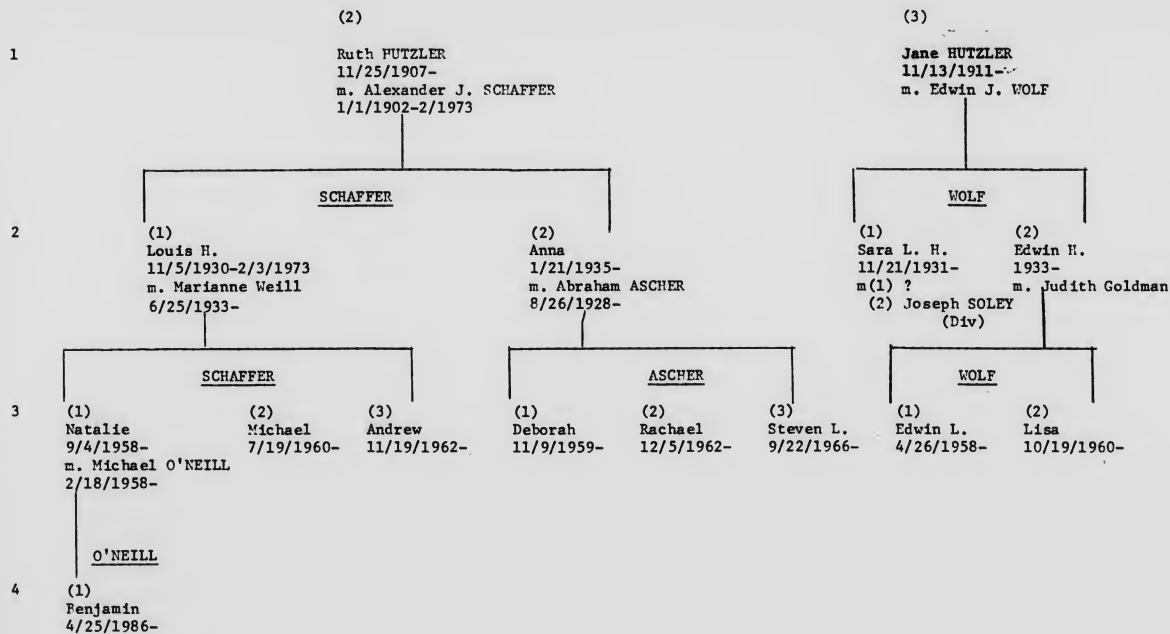 (2) (3)
1 Ruth HUTZLER Jane HUTZLER
11/25/1907- 11/13/1911-
m. Alexander J. SCHAFFER m. Edwin J. WOLF
1/1/1902-2/1973
SCHAFFER WOLF
2 (1) (2) (1) (2)
Louis H. Anna Sara L. H. Edwin H.
11/5/1930-2/3/1973 1/21/1935- 11/21/1931- 1933-
m. Marianne Weill m. Abraham ASCHER m(1) ? m. Judith Goldman
6/25/1933- 8/26/1928- (2) Joseph SOLEY
(Div)
SCHAFFER ASCHER WOLF
3 (1) (2) (3) (1) (2) (3) (1) (2)
Natalie Michael Andrew Deborah Rachael Steven L. Edwin L. Lisa
9/4/1958- 7/19/1960- 11/19/1962- 11/9/1959- 12/5/1962- 9/22/1966- 4/26/1958- 10/19/1960-
m. Michael O'NEILL
2/18/1958-
O'NEILL
4 (1)
Benjamin
4/25/1986-